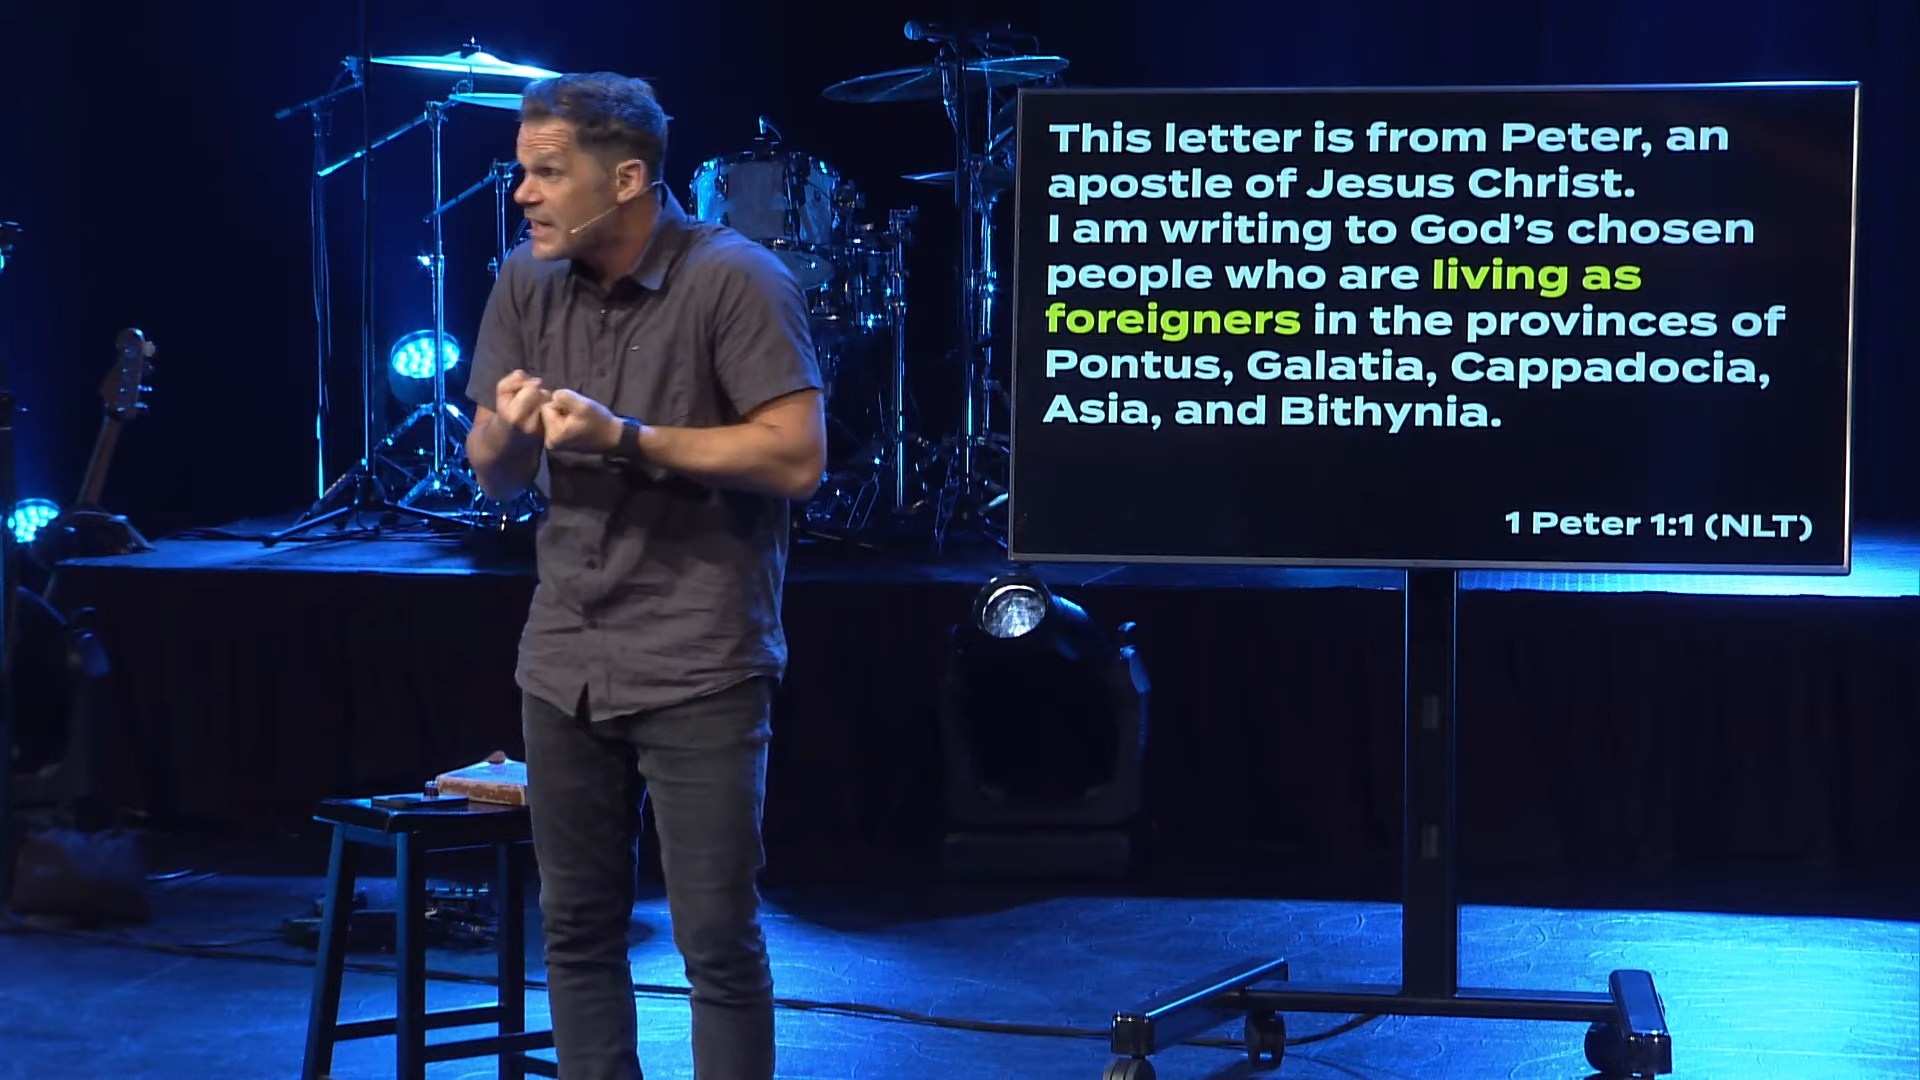 This letter is from Peter, an
apostle of Jesus Christ.
I am writing to God’s chosen
people who are living as
foreigners in the provinces of
Pontus, Galatia, Cappadocia,
Asia, and Bithynia.
1 Peter 1:1 (NLT)